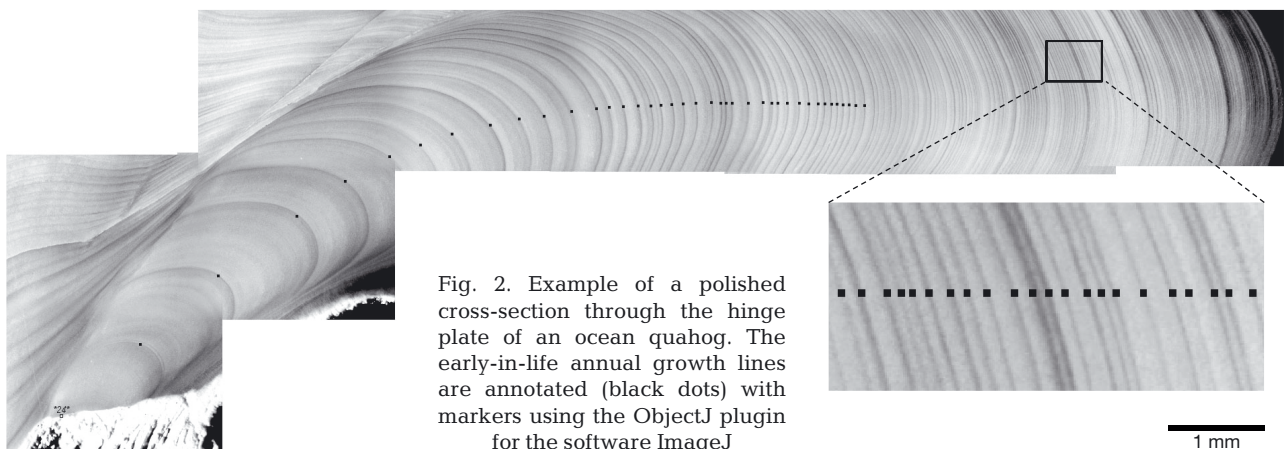 Fig. 2. Example of a polished
cross-section through the hinge
plate of an ocean quahog. The
early-in-life annual growth lines
are annotated (black dots) with
markers using the ObjectJ plugin
for the software ImageJ
"24"
1 mm